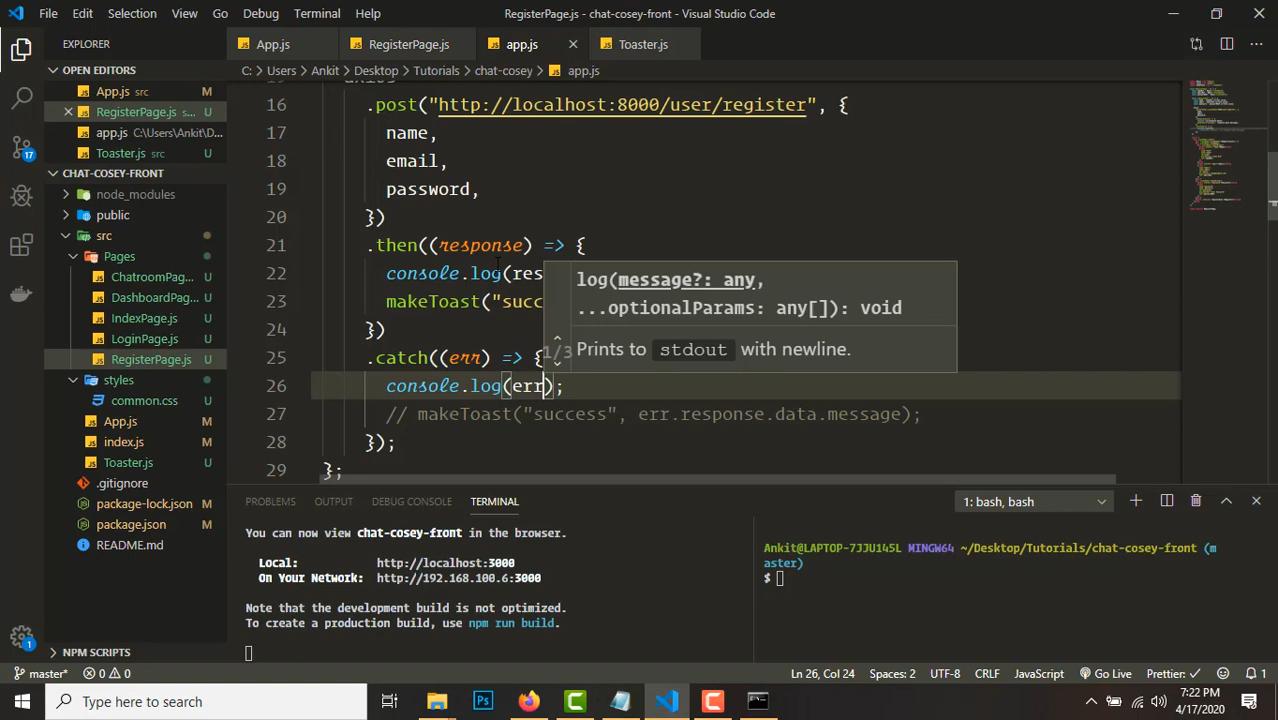 File Edit Selection View Go Debug Terminal Help
RegisterPage.js - chat-cosey-front - Visual Studio Code
EXPLORER
App.js
RegisterPage.js
app.js
Toaster.js
OPEN EDITORS
App.js src M
RegisterPage.js s... U
app.js C:\Users\Ankit\D...
Toaster.js src U
CHAT-COSEY-FRONT
node_modules
public
src
Pages
ChatroomPag... U
DashboardPag... U
IndexPage.js U
LoginPage.js U
RegisterPage.js U
styles
common.css U
App.js M
index.js M
Toaster.js U
.gitignore
package-lock.json M
package.json M
README.md
NPM SCRIPTS
17
1
C: > Users > Ankit > Desktop > Tutorials > chat-cosey > app.js
16 .post("http://localhost:8000/user/register", {
17 name,
18 email,
19 password,
20 })
21 .then((response) => {
22 console.log(res
23 makeToast("succ
24 })
25 .catch((err) => {
26 console.log(err);
27 // makeToast("success", err.response.data.message);
28 });
29 };
log(message?: any,
...optionalParams: any[]): void
1/3
Prints to stdout with newline.
PROBLEMS OUTPUT DEBUG CONSOLE TERMINAL
1: bash, bash
You can now view chat-cosey-front in the browser.
Local: http://localhost:3000
On Your Network: http://192.168.100.6:3000
Note that the development build is not optimized.
To create a production build, use npm run build.
Ankit@LAPTOP-7JJU145L MINGW64 ~/Desktop/Tutorials/chat-cosey-front (m
aster)
$
master* 0 0
Ln 26, Col 24 Spaces: 2 UTF-8 CRLF JavaScript Go Live Prettier: ✓ 1
Type here to search
Ps
7:22 PM
4/17/2020